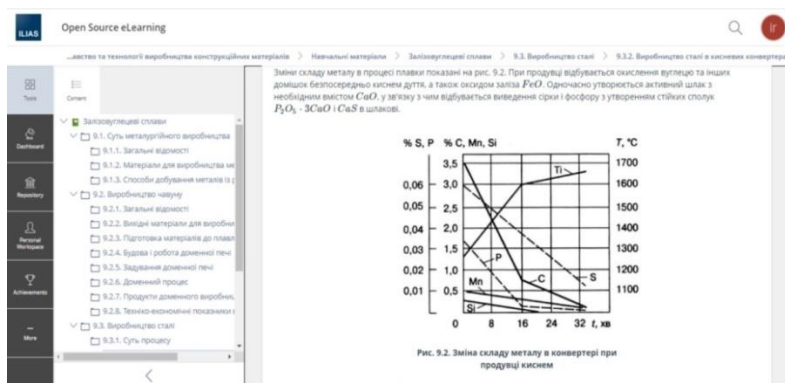 ILIAS
Open Source eLearning
ir
...авство та технології виробництва конструкційних матеріалів > Навчальні матеріали > Залізовуглецеві сплави > 9.3. Виробництво сталі > 9.3.2. Виробництво сталі в кисневих конвертера
Tools
Dashboard
Repository
Personal
Workspace
Achievements
More
Content
Залізовуглецеві сплави
9.1. Суть металургійного виробництва
9.1.1. Загальні відомості
9.1.2. Матеріали для виробництва ме
9.1.3. Способи добування металів із р
9.2. Виробництво чавуну
9.2.1. Загальні відомості
9.2.2. Вихідні матеріали для виробни
9.2.3. Підготовка матеріалів до плавл
9.2.4. Будова і робота доменної печі
9.2.5. Задування доменної печі
9.2.6. Доменний процес
9.2.7. Продукти доменного виробни
9.2.8. Техніко-економічні показники
9.3. Виробництво сталі
9.3.1. Суть процесу
Зміни складу металу в процесі плавки показані на рис. 9.2. При продувці відбувається окислення вуглецю та інших
домішок безпосередньо киснем дуття, а також оксидом заліза FeO. Одночасно утворюється активний шлак з
необхідним вмістом CaO, у зв'язку з чим відбувається виведення сірки і фосфору з утворенням стійких сполук
P₂O₅ · 3CaO і CaS в шлакові.
% S, P % C, Mn, Si T, °C
3,5 1700
0,06 3,0 1600
0,05 2,5 1500
0,04 2,0 1400
0,03 1,5 1300
0,02 1,0 1200
0,01 0,5 1100
Ti
P
C
S
Mn
Si
0 8 16 24 32 t, хв
Рис. 9.2. Зміна складу металу в конвертері при
продувці киснем